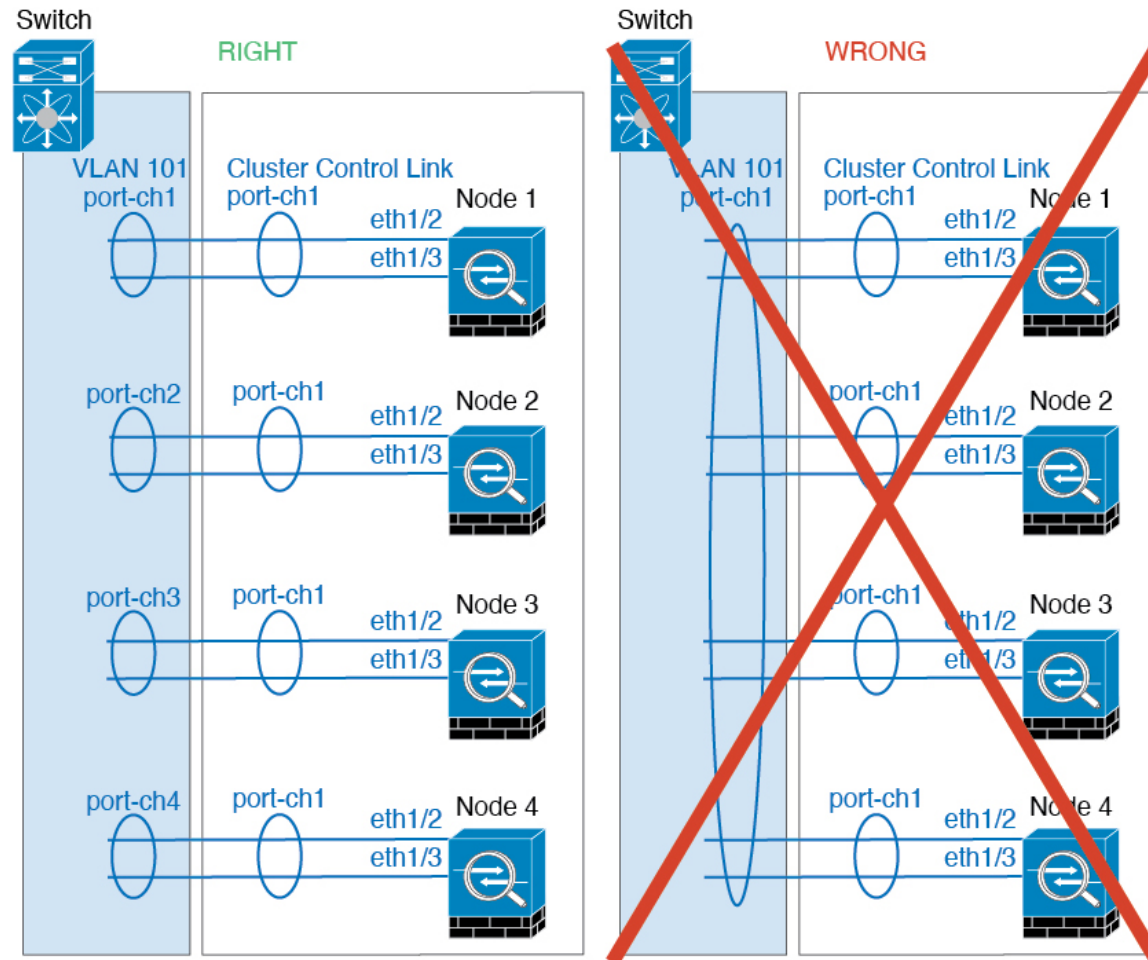 Switch
RIGHT
VLAN 101
port-ch1
Cluster Control Link
port-ch1
Node 1
eth1/2
eth1/3
port-ch2
port-ch1
Node 2
eth1/2
eth1/3
port-ch3
port-ch1
Node 3
eth1/2
eth1/3
port-ch4
port-ch1
Node 4
eth1/2
eth1/3
Switch
WRONG
VLAN 101
port-ch1
Cluster Control Link
port-ch1
Node 1
eth1/2
eth1/3
port-ch1
Node 2
eth1/2
eth1/3
port-ch1
Node 3
eth1/2
eth1/3
port-ch1
Node 4
eth1/2
eth1/3